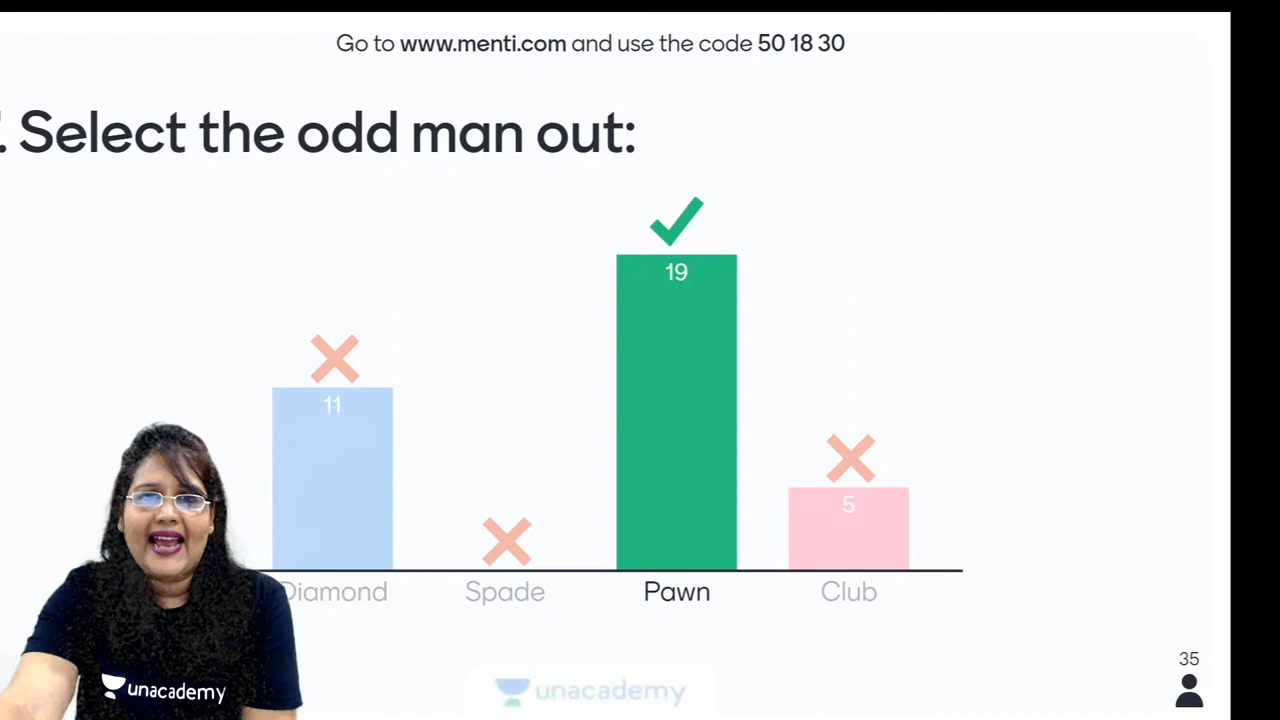 Go to www.menti.com and use the code 50 18 30
. Select the odd man out:
19
11
5
Diamond Spade Pawn Club
35
unacademy
unacademy